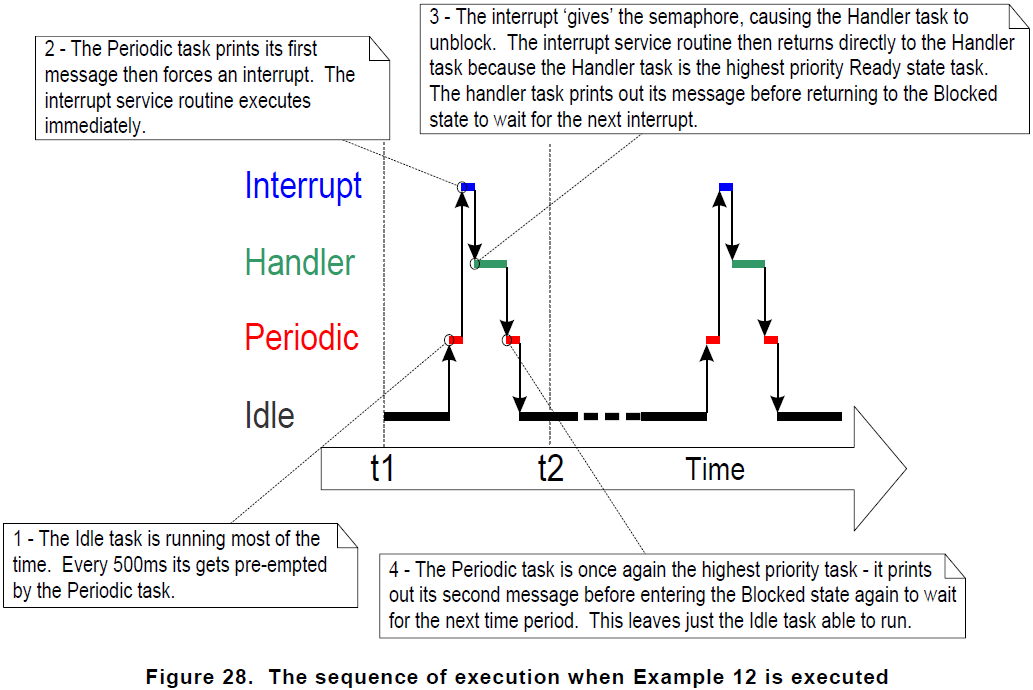 2 - The Periodic task prints its first
message then forces an interrupt.  The
interrupt service routine executes
immediately.
3 - The interrupt ‘gives’ the semaphore, causing the Handler task to
unblock.  The interrupt service routine then returns directly to the Handler
task because the Handler task is the highest priority Ready state task.
The handler task prints out its message before returning to the Blocked
state to wait for the next interrupt.
Interrupt
Handler
Periodic
Idle
t1
t2
Time
1 - The Idle task is running most of the
time.  Every 500ms its gets pre-empted
by the Periodic task.
4 - The Periodic task is once again the highest priority task - it prints
out its second message before entering the Blocked state again to wait
for the next time period.  This leaves just the Idle task able to run.
Figure 28.  The sequence of execution when Example 12 is executed